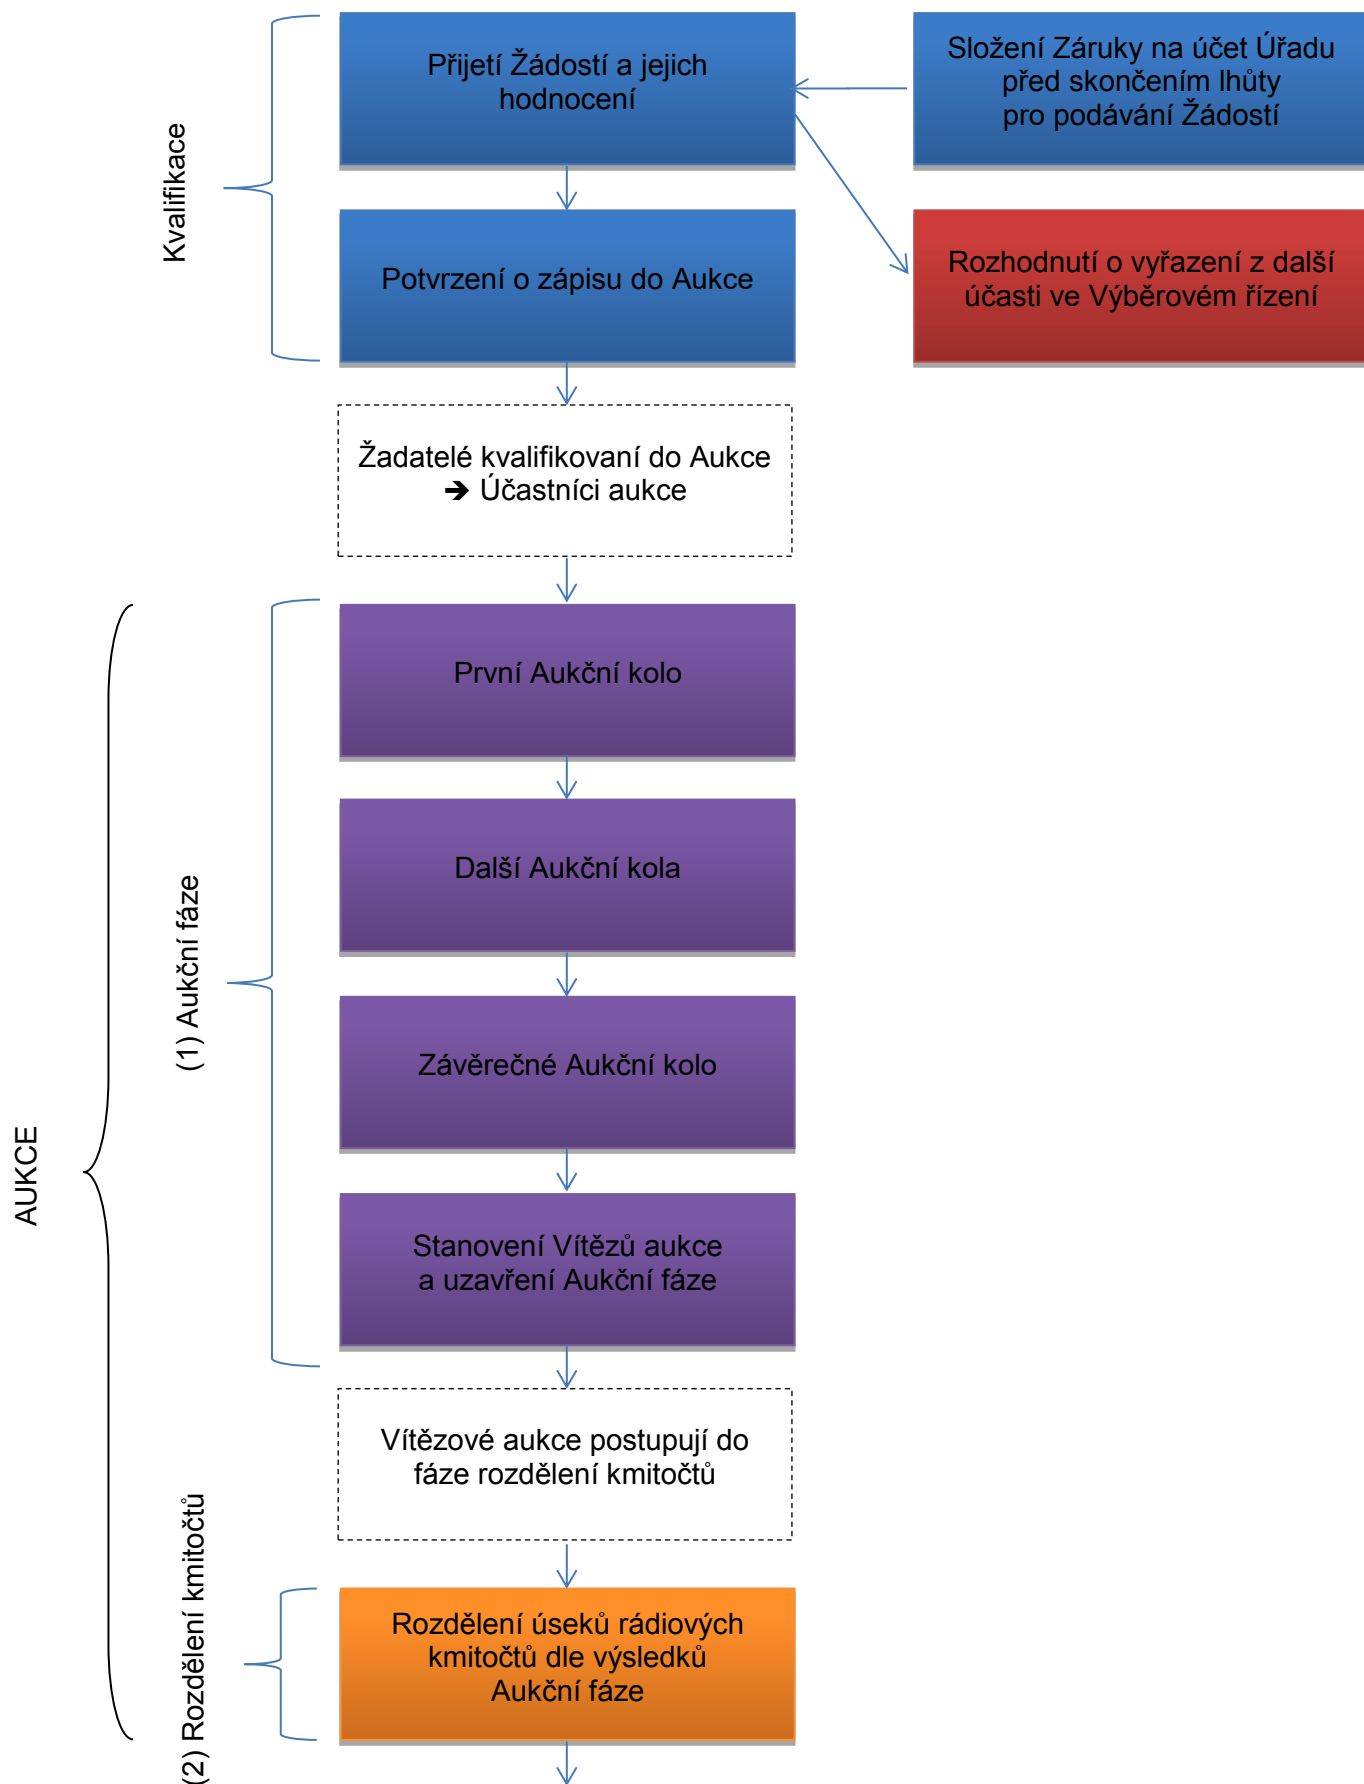 Kvalifikace
Přijetí Žádostí a jejich
hodnocení
Složení Záruky na účet Úřadu
před skončením lhůty
pro podávání Žádostí
Potvrzení o zápisu do Aukce
Rozhodnutí o vyřazení z další
účasti ve Výběrovém řízení
Žadatelé kvalifikovaní do Aukce
➔ Účastníci aukce
AUKCE
(1) Aukční fáze
První Aukční kolo
Další Aukční kola
Závěrečné Aukční kolo
Stanovení Vítězů aukce
a uzavření Aukční fáze
Vítězové aukce postupují do
fáze rozdělení kmitočtů
(2) Rozdělení kmitočtů
Rozdělení úseků rádiových
kmitočtů dle výsledků
Aukční fáze